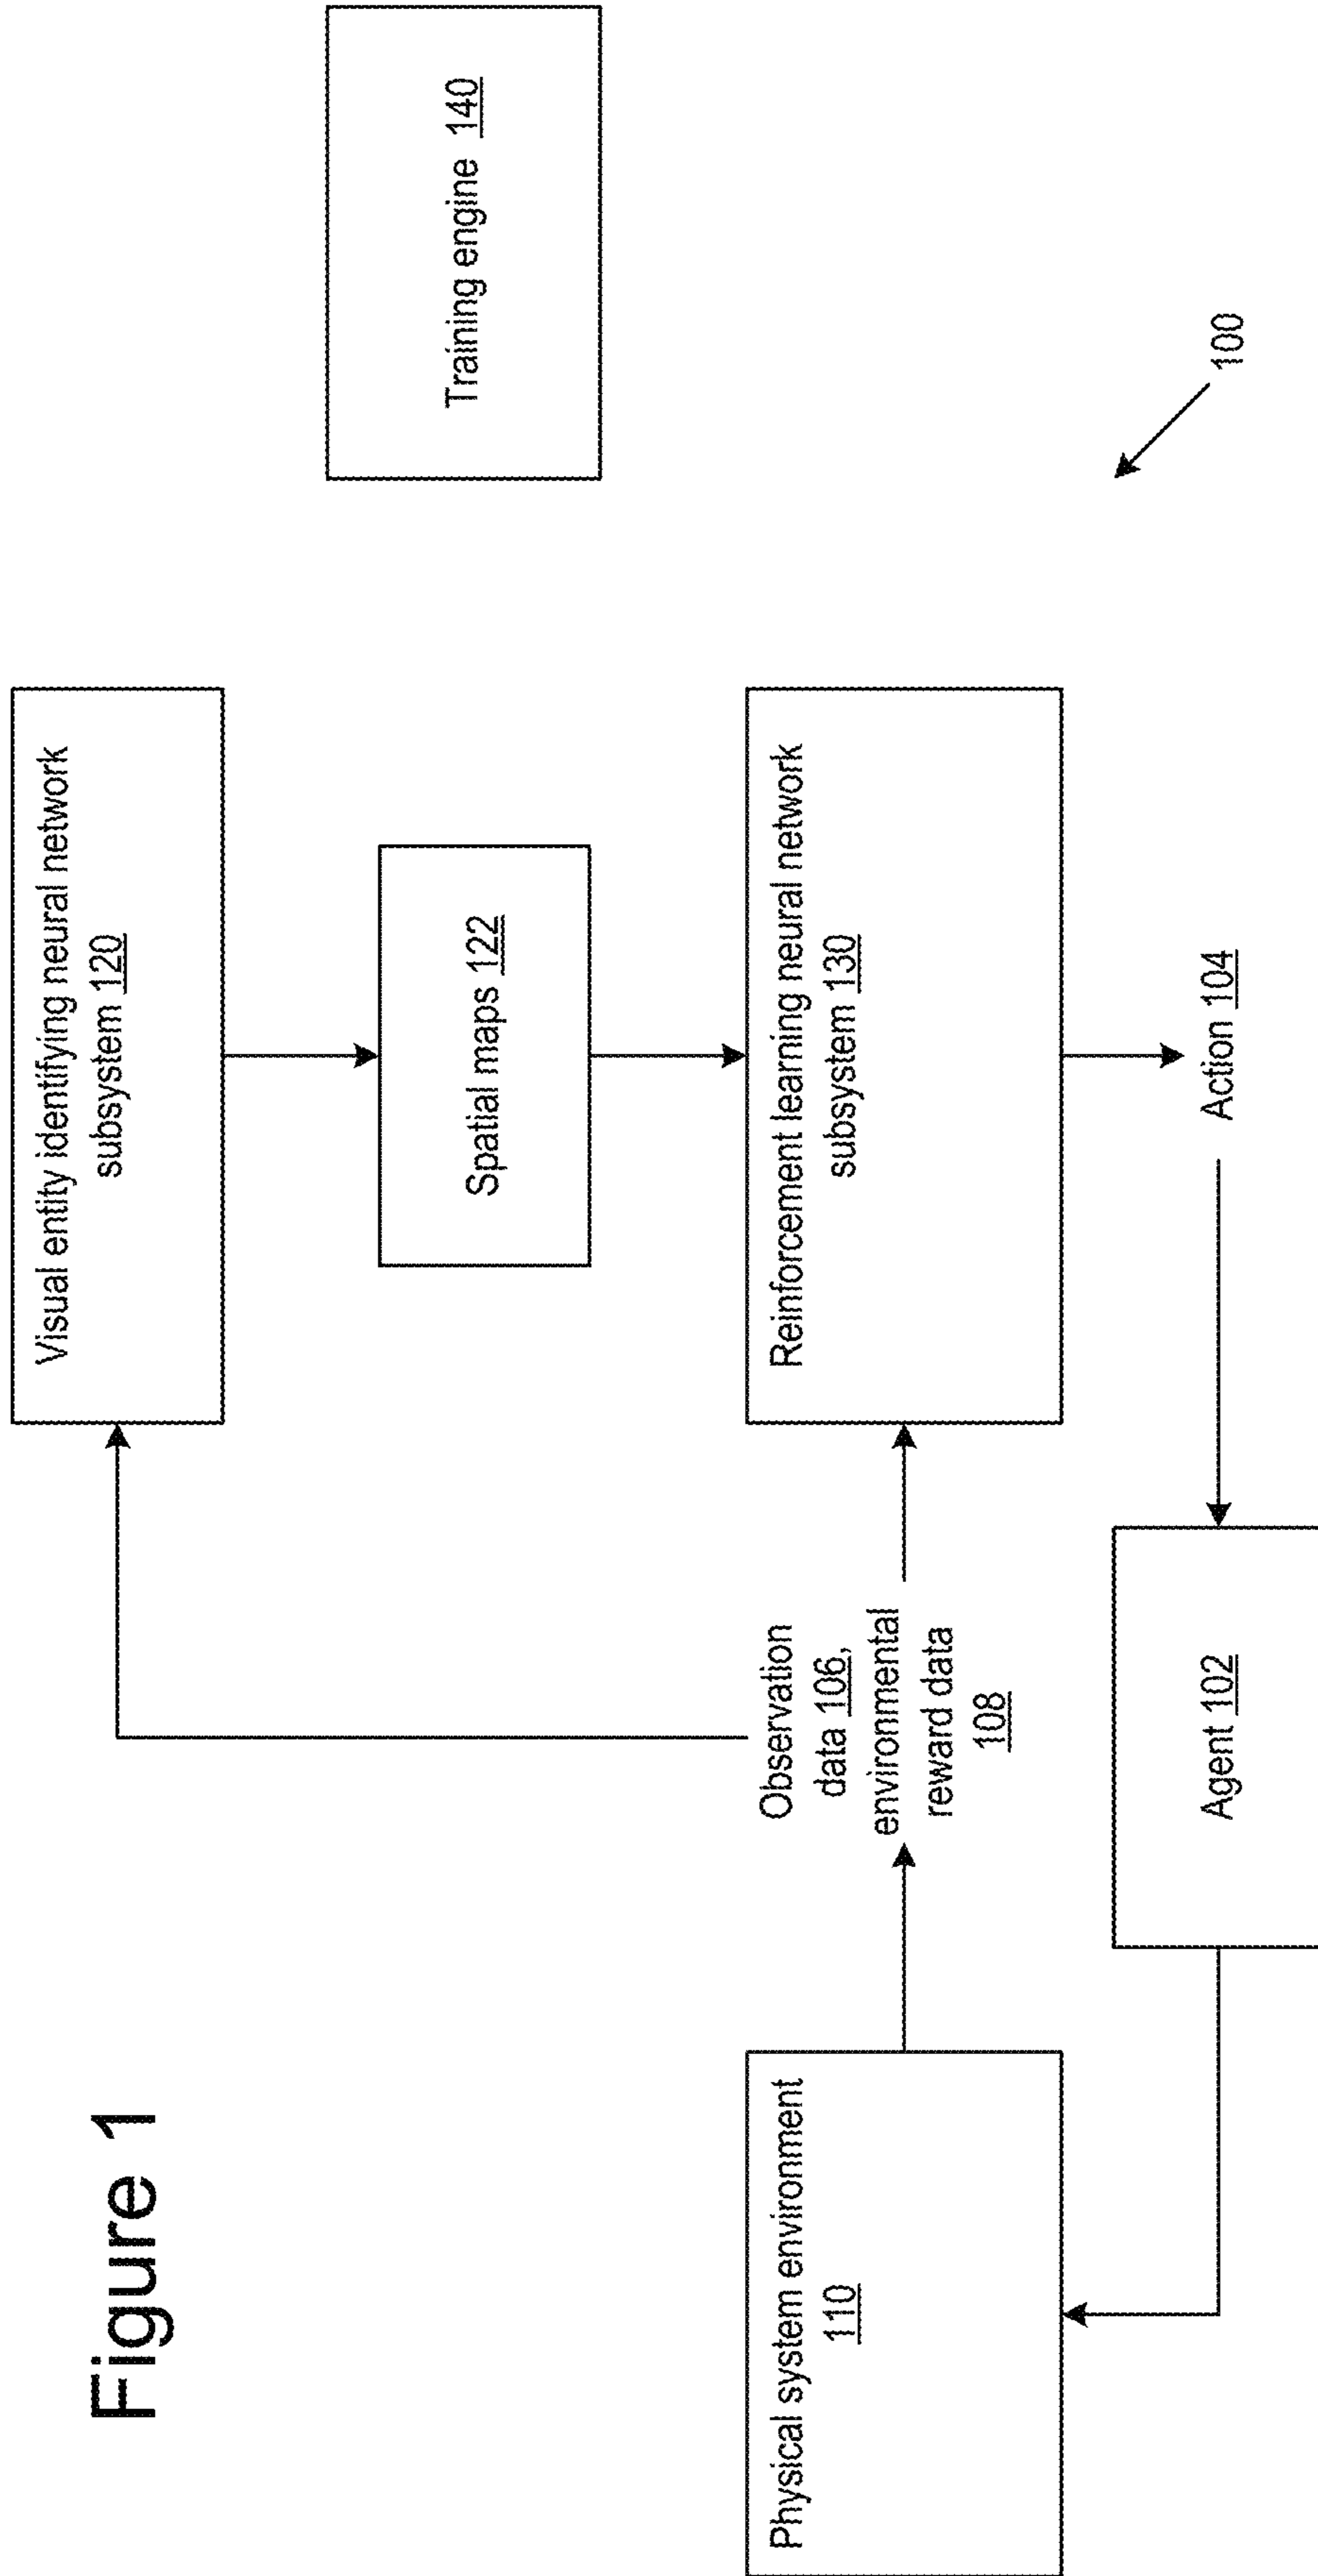 Figure 1
Visual entity identifying neural network
subsystem 120
Training engine 140
Spatial maps 122
Observation
data 106,
environmental
reward data
108
Physical system environment
110
Reinforcement learning neural network
subsystem 130
Agent 102
Action 104
100